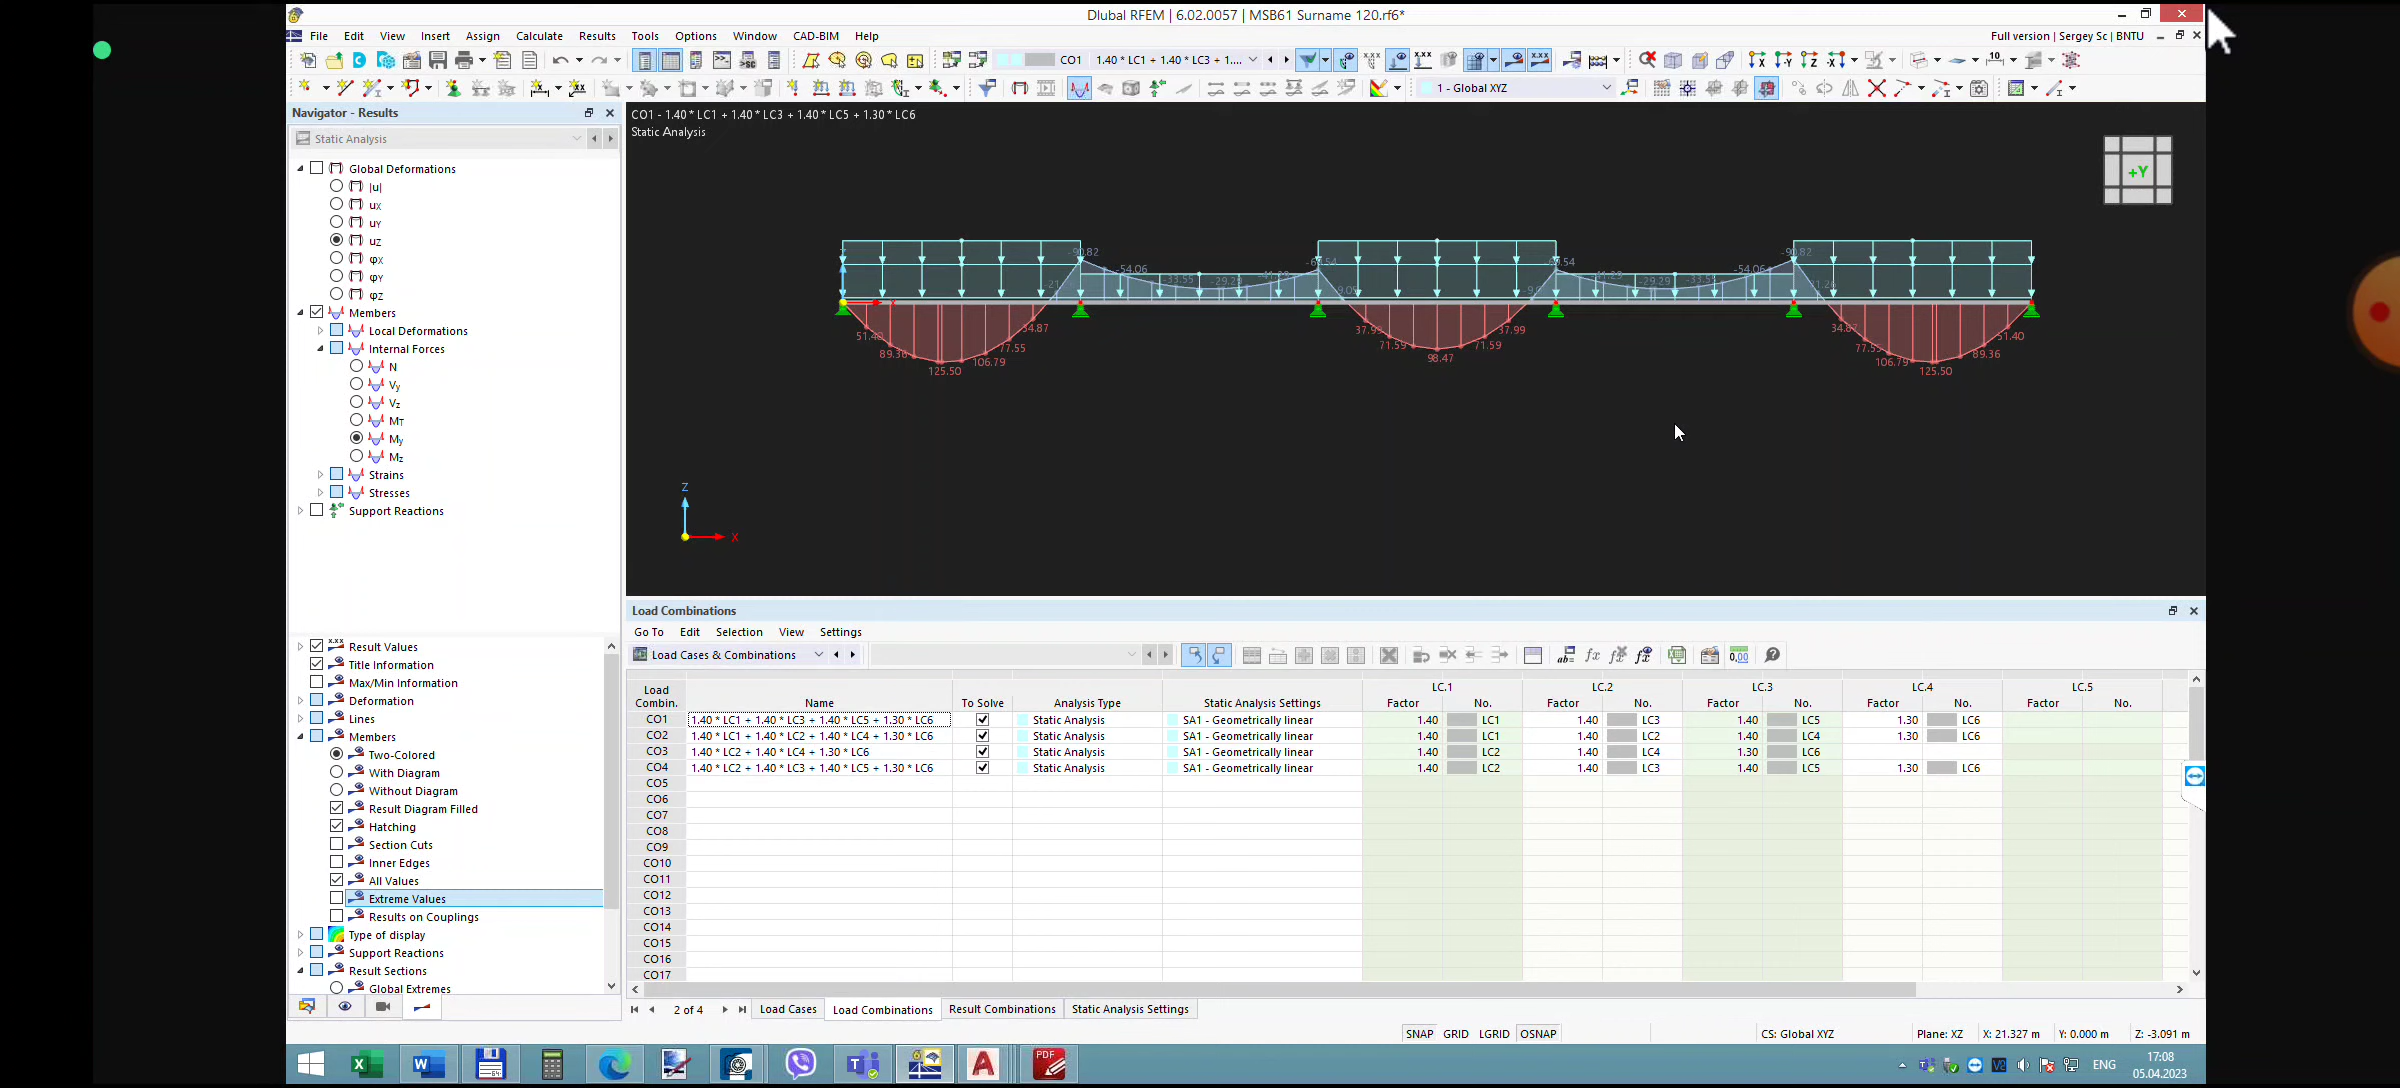 Dlubal RFEM | 6.02.0057 | MSB61 Surname 120.rf6*
File Edit View Insert Assign Calculate Results Tools Options Window CAD-BIM Help
Full version | Sergey Sc | BNTU
CO1 1.40 * LC1 + 1.40 * LC3 + 1....
1 - Global XYZ
Navigator - Results
Static Analysis
Global Deformations
|u|
uX
uY
uZ
φX
φY
φZ
Members
Local Deformations
Internal Forces
N
Vy
Vz
MT
My
Mz
Strains
Stresses
Support Reactions
Result Values
Title Information
Max/Min Information
Deformation
Lines
Members
Two-Colored
With Diagram
Without Diagram
Result Diagram Filled
Hatching
Section Cuts
Inner Edges
All Values
Extreme Values
Results on Couplings
Type of display
Support Reactions
Result Sections
Global Extremes
CO1 - 1.40 * LC1 + 1.40 * LC3 + 1.40 * LC5 + 1.30 * LC6
Static Analysis
+Y
-54.06 -33.55 -29.29 -29.29 -54.06
34.87 37.99 37.99
89.36 77.55 71.59 71.59 77.55 89.36 51.40
106.79 98.47 106.79
125.50 125.50
Z
X
Load Combinations
Go To Edit Selection View Settings
Load Cases & Combinations
Load Combin. Name To Solve Analysis Type Static Analysis Settings LC.1 Factor No. LC.2 Factor No. LC.3 Factor No. LC.4 Factor No. LC.5 Factor No.
CO1 1.40 * LC1 + 1.40 * LC3 + 1.40 * LC5 + 1.30 * LC6 Static Analysis SA1 - Geometrically linear 1.40 LC1 1.40 LC3 1.40 LC5 1.30 LC6
CO2 1.40 * LC1 + 1.40 * LC2 + 1.40 * LC4 + 1.30 * LC6 Static Analysis SA1 - Geometrically linear 1.40 LC1 1.40 LC2 1.40 LC4 1.30 LC6
CO3 1.40 * LC2 + 1.40 * LC4 + 1.30 * LC6 Static Analysis SA1 - Geometrically linear 1.40 LC2 1.40 LC4 1.30 LC6
CO4 1.40 * LC2 + 1.40 * LC3 + 1.40 * LC5 + 1.30 * LC6 Static Analysis SA1 - Geometrically linear 1.40 LC2 1.40 LC3 1.40 LC5 1.30 LC6
CO5
CO6
CO7
CO8
CO9
CO10
CO11
CO12
CO13
CO14
CO15
CO16
CO17
2 of 4 Load Cases Load Combinations Result Combinations Static Analysis Settings
SNAP GRID LGRID OSNAP CS: Global XYZ Plane: XZ X: 21.327 m Y: 0.000 m Z: -3.091 m
PDF
ENG
17:08
05.04.2023